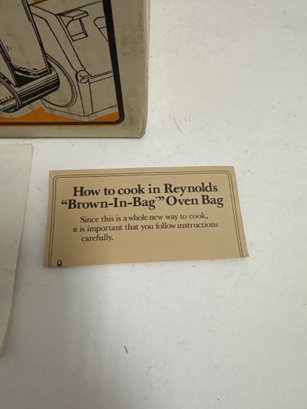 How to cook in Reynolds
“Brown-In-Bag™” Oven Bag
Since this is a whole new way to cook,
it is important that you follow instructions
carefully.